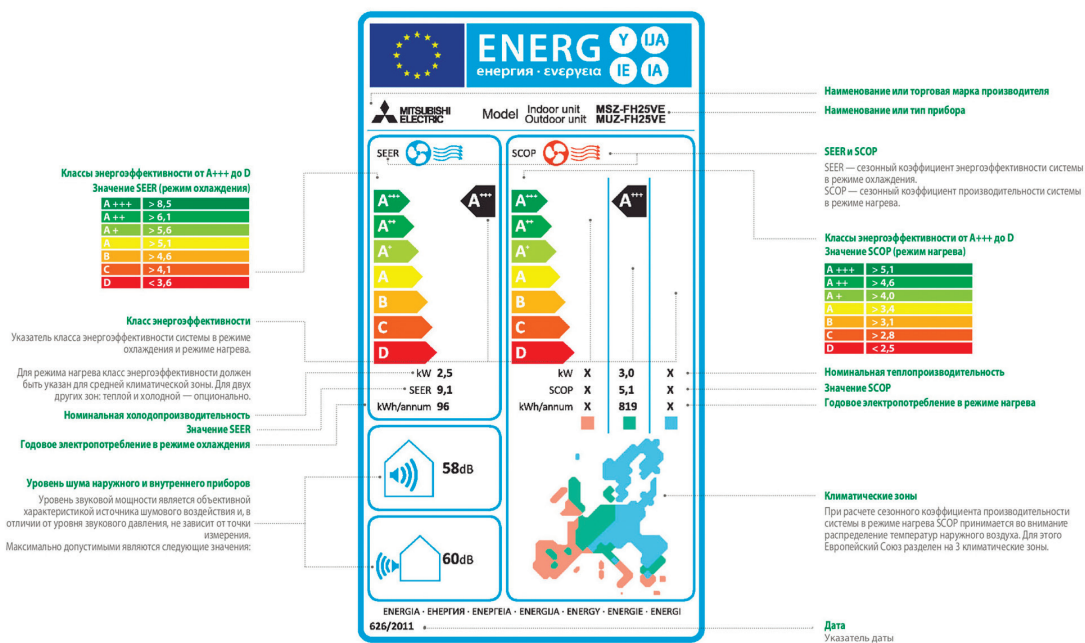 ENERG
енергия · ενεργεια
Y
IJA
IE
IA
MITSUBISHI
ELECTRIC
Model
Indoor unit MSZ-FH25VE
Outdoor unit MUZ-FH25VE
Наименование или торговая марка производителя
Наименование или тип прибора
SEER
SCOP
SEER и SCOP
SEER — сезонный коэффициент энергоэффективности системы
в режиме охлаждения.
SCOP — сезонный коэффициент производительности системы
в режиме нагрева.
Классы энергоэффективности от A+++ до D
Значение SEER (режим охлаждения)
A +++ > 8,5
A ++ > 6,1
A + > 5,6
A > 5,1
B > 4,6
C > 4,1
D < 3,6
A+++
A++
A+
A
B
C
D
A+++
A+++
A++
A+
A
B
C
D
A+++
Классы энергоэффективности от A+++ до D
Значение SCOP (режим нагрева)
A +++ > 5,1
A ++ > 4,6
A + > 4,0
A > 3,4
B > 3,1
C > 2,8
D < 2,5
Класс энергоэффективности
Указатель класса энергоэффективности системы в режиме
охлаждения и режиме нагрева.
Для режима нагрева класс энергоэффективности должен
быть указан для средней климатической зоны. Для двух
других зон: теплой и холодной — опционально.
Номинальная холодопроизводительность
Значение SEER
Годовое электропотребление в режиме охлаждения
kW 2,5
SEER 9,1
kWh/annum 96
kW X 3,0 X
SCOP X 5,1 X
kWh/annum X 819 X
Номинальная теплопроизводительность
Значение SCOP
Годовое электропотребление в режиме нагрева
Уровень шума наружного и внутреннего приборов
Уровень звуковой мощности является объективной
характеристикой источника шумового воздействия и, в
отличии от уровня звукового давления, не зависит от точки
измерения.
Максимально допустимыми являются следующие значения:
58dB
60dB
Климатические зоны
При расчете сезонного коэффициента производительности
системы в режиме нагрева SCOP принимается во внимание
распределение температур наружного воздуха. Для этого
Европейский Союз разделен на 3 климатические зоны.
ENERGIA · ЕНЕРГИЯ · ΕΝΕΡΓΕΙΑ · ENERGIJA · ENERGY · ENERGIE · ENERGI
626/2011
Дата
Указатель даты